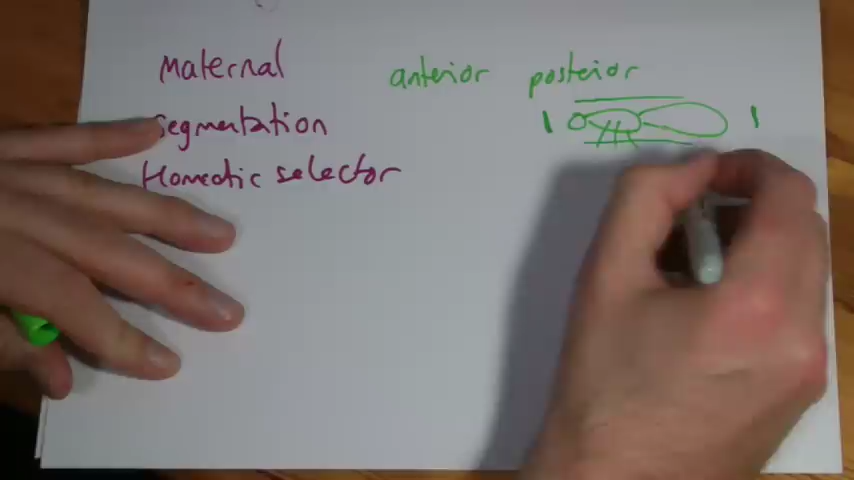 Maternal
anterior posterior
Segmentation
Homeotic selector